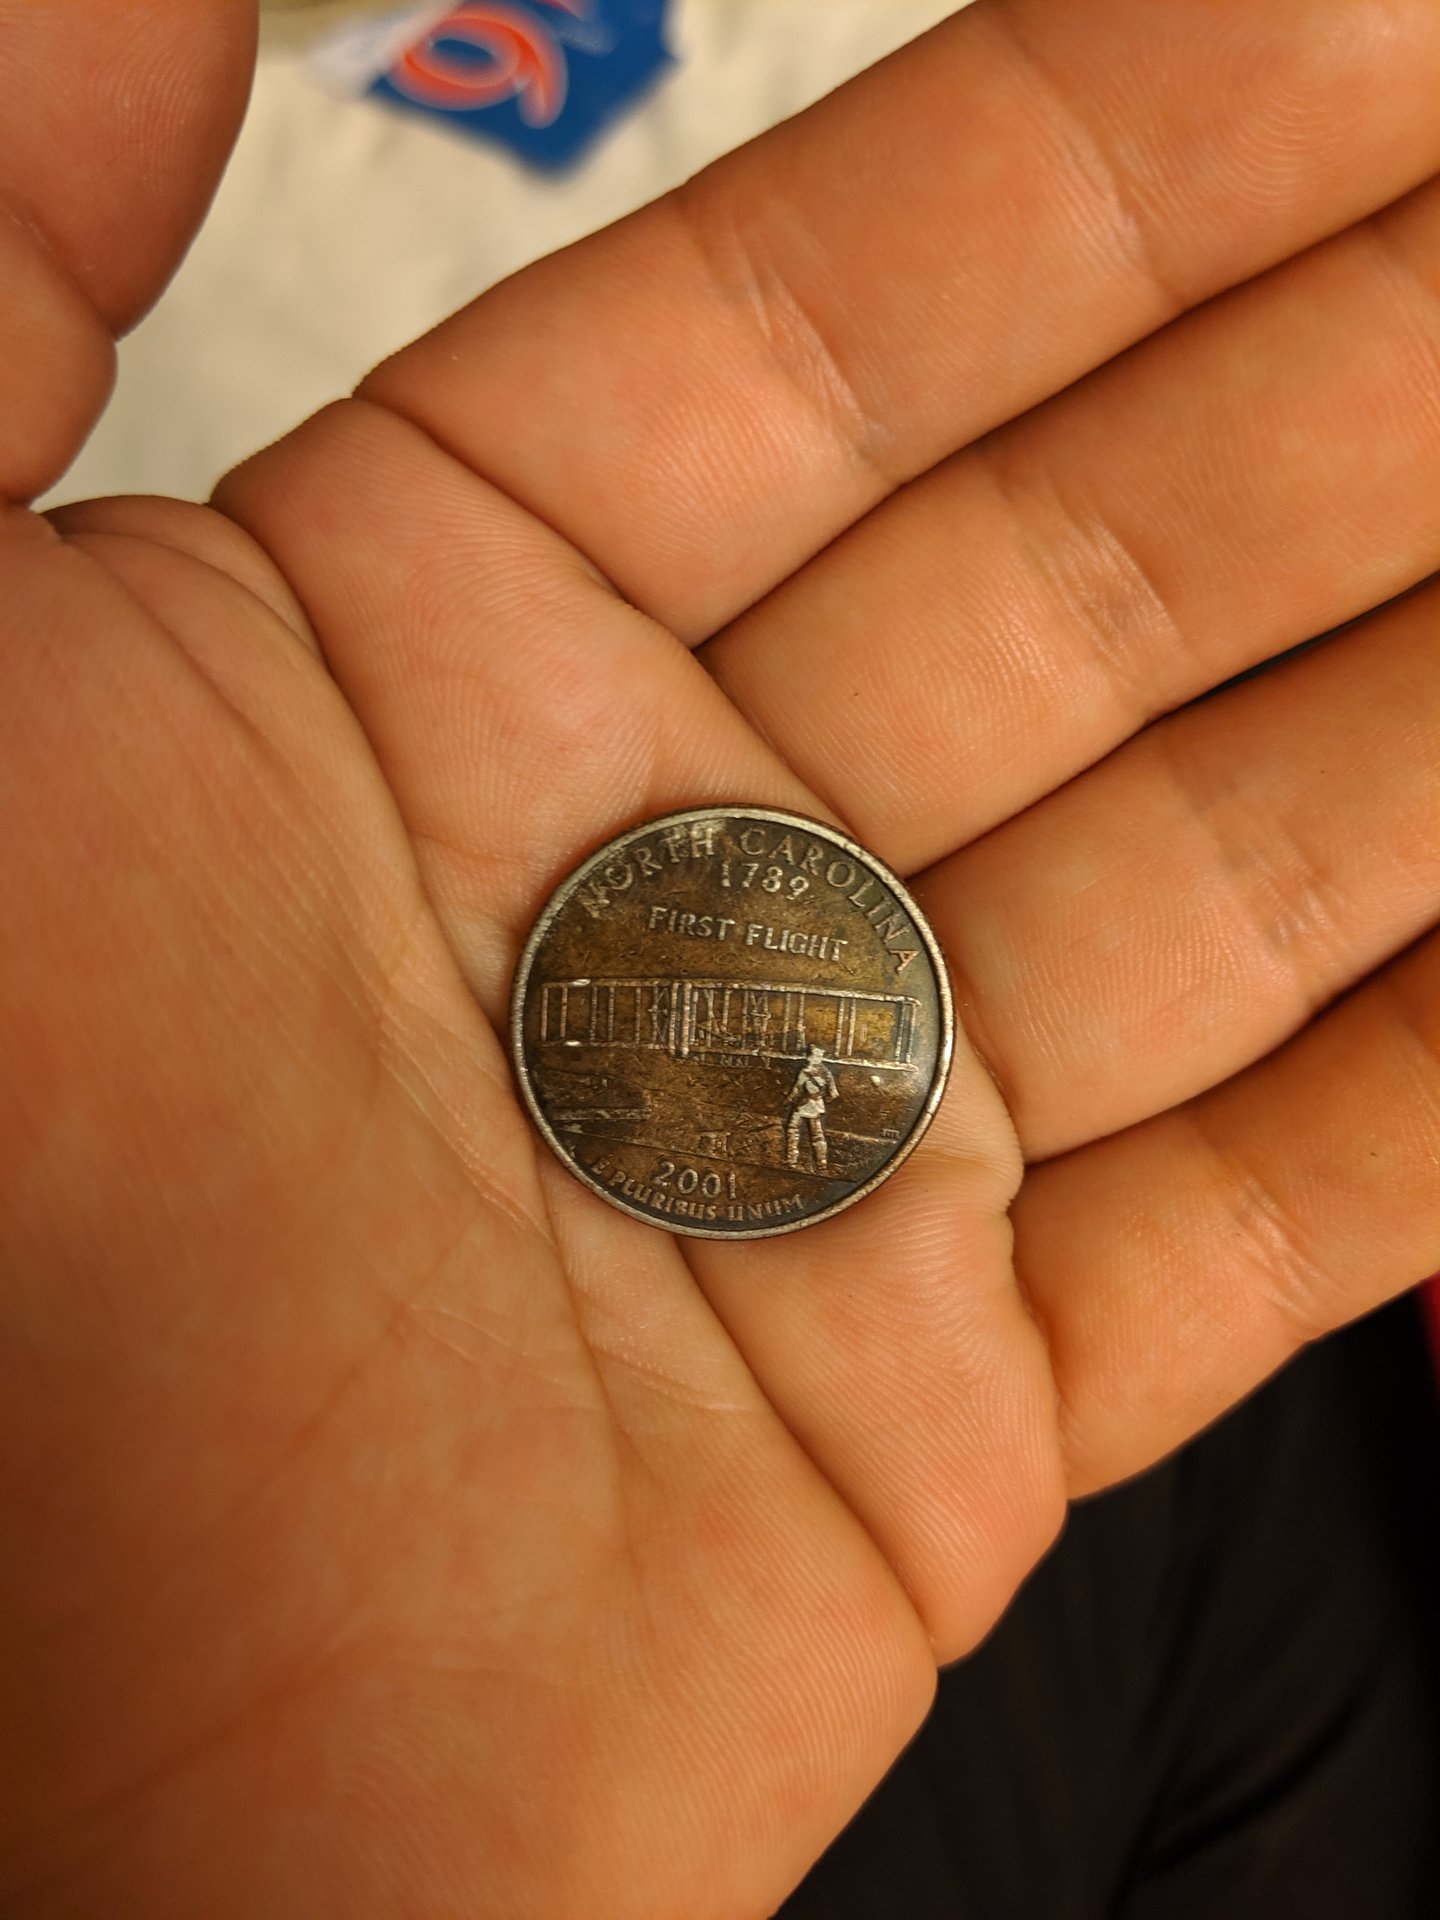 NORTH CAROLINA
1789
FIRST FLIGHT
2001
E PLURIBUS UNUM